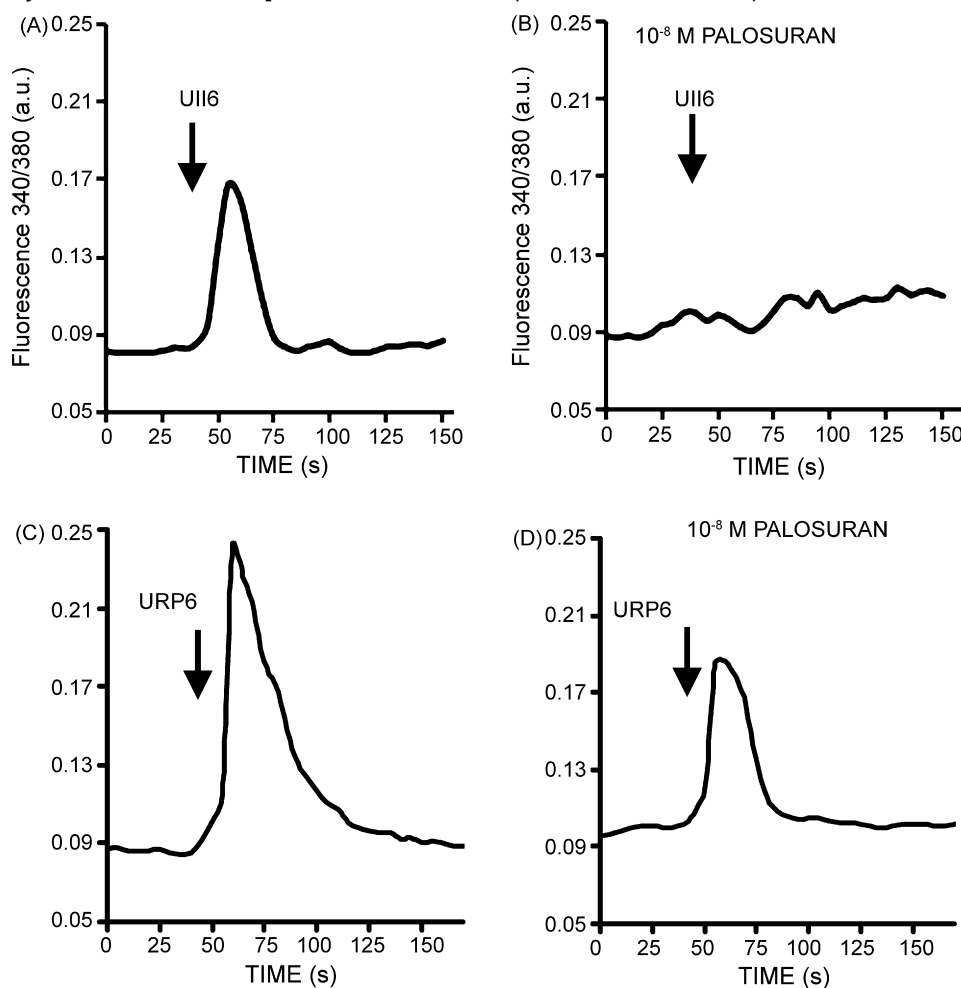 (A)
0.25
0.21
0.17
0.13
0.09
0.05
Fluorescence 340/380 (a.u.)
UII6
0 25 50 75 100 125 150
TIME (s)
(B)
10⁻⁸ M PALOSURAN
0.25
0.21
0.17
0.13
0.09
0.05
Fluorescence 340/380 (a.u.)
UII6
0 25 50 75 100 125 150
TIME (s)
(C)
0.25
0.21
0.17
0.13
0.09
0.05
URP6
0 50 75 100 125 150
TIME (s)
(D)
10⁻⁸ M PALOSURAN
0.25
0.21
0.17
0.13
0.09
0.05
URP6
0 25 50 75 100 125 150
TIME (s)